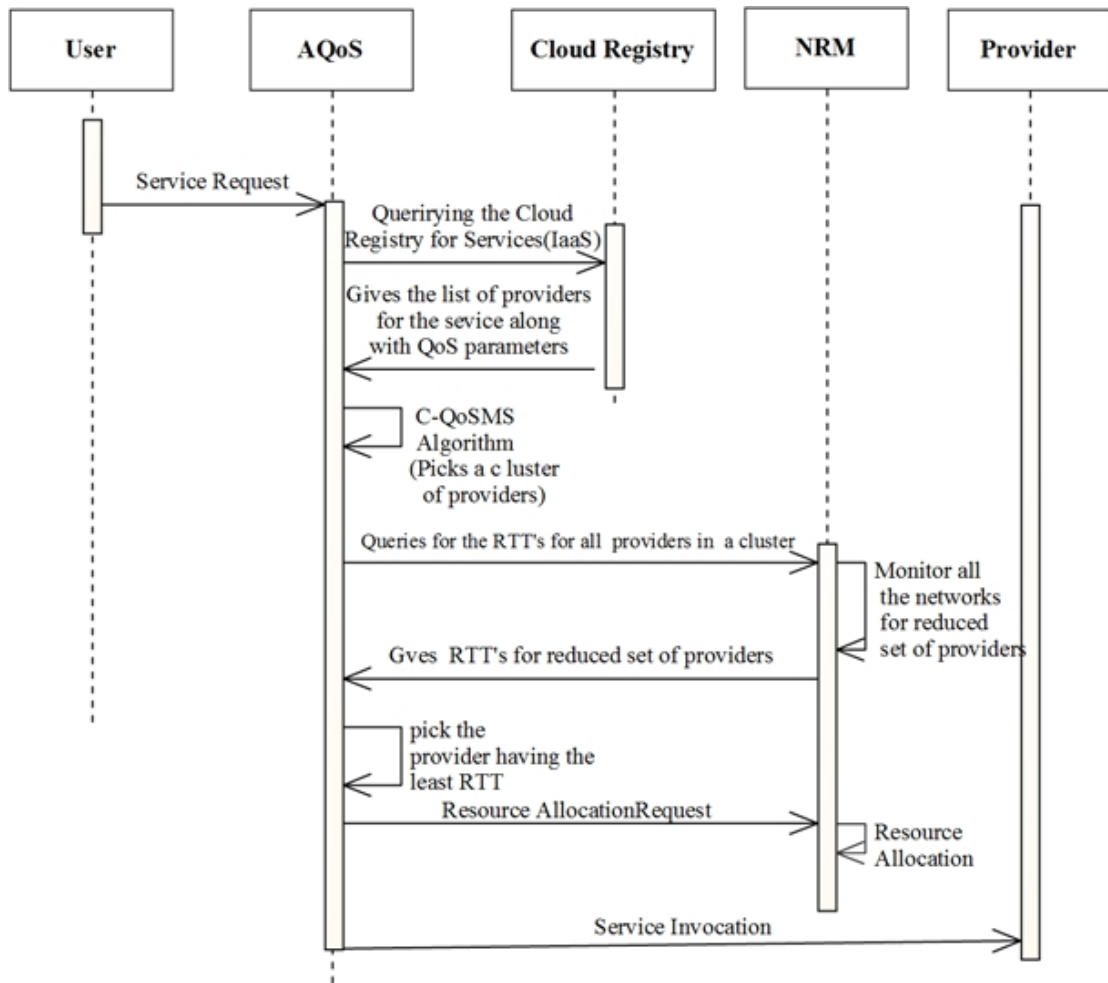 User
AQoS
Cloud Registry
NRM
Provider
Service Request
Querirying the Cloud
Registry for Services(IaaS)
Gives the list of providers
for the sevice along
with QoS parameters
C-QoSMS
Algorithm
(Picks a c luster
of providers)
Queries for the RTT's for all providers in a cluster
Monitor all
the networks
for reduced
set of providers
Gves RTT's for reduced set of providers
pick the
provider having the
least RTT
Resource AllocationRequest
Resource
Allocation
Service Invocation